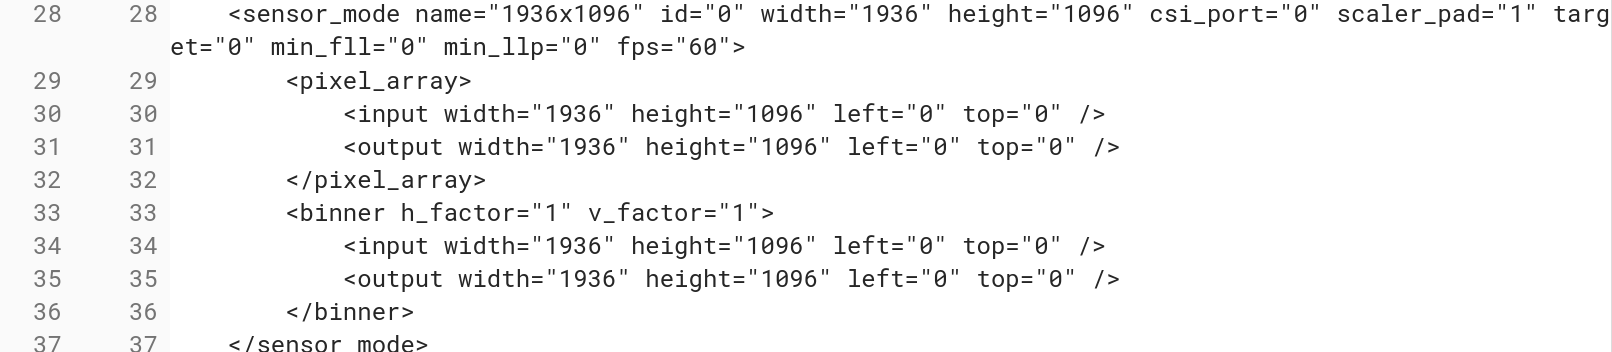 28 28 <sensor_mode name="1936x1096" id="0" width="1936" height="1096" csi_port="0" scaler_pad="1" targ
et="0" min_fll="0" min_llp="0" fps="60">
29 29 <pixel_array>
30 30 <input width="1936" height="1096" left="0" top="0" />
31 31 <output width="1936" height="1096" left="0" top="0" />
32 32 </pixel_array>
33 33 <binner h_factor="1" v_factor="1">
34 34 <input width="1936" height="1096" left="0" top="0" />
35 35 <output width="1936" height="1096" left="0" top="0" />
36 36 </binner>
37 37 </sensor_mode>